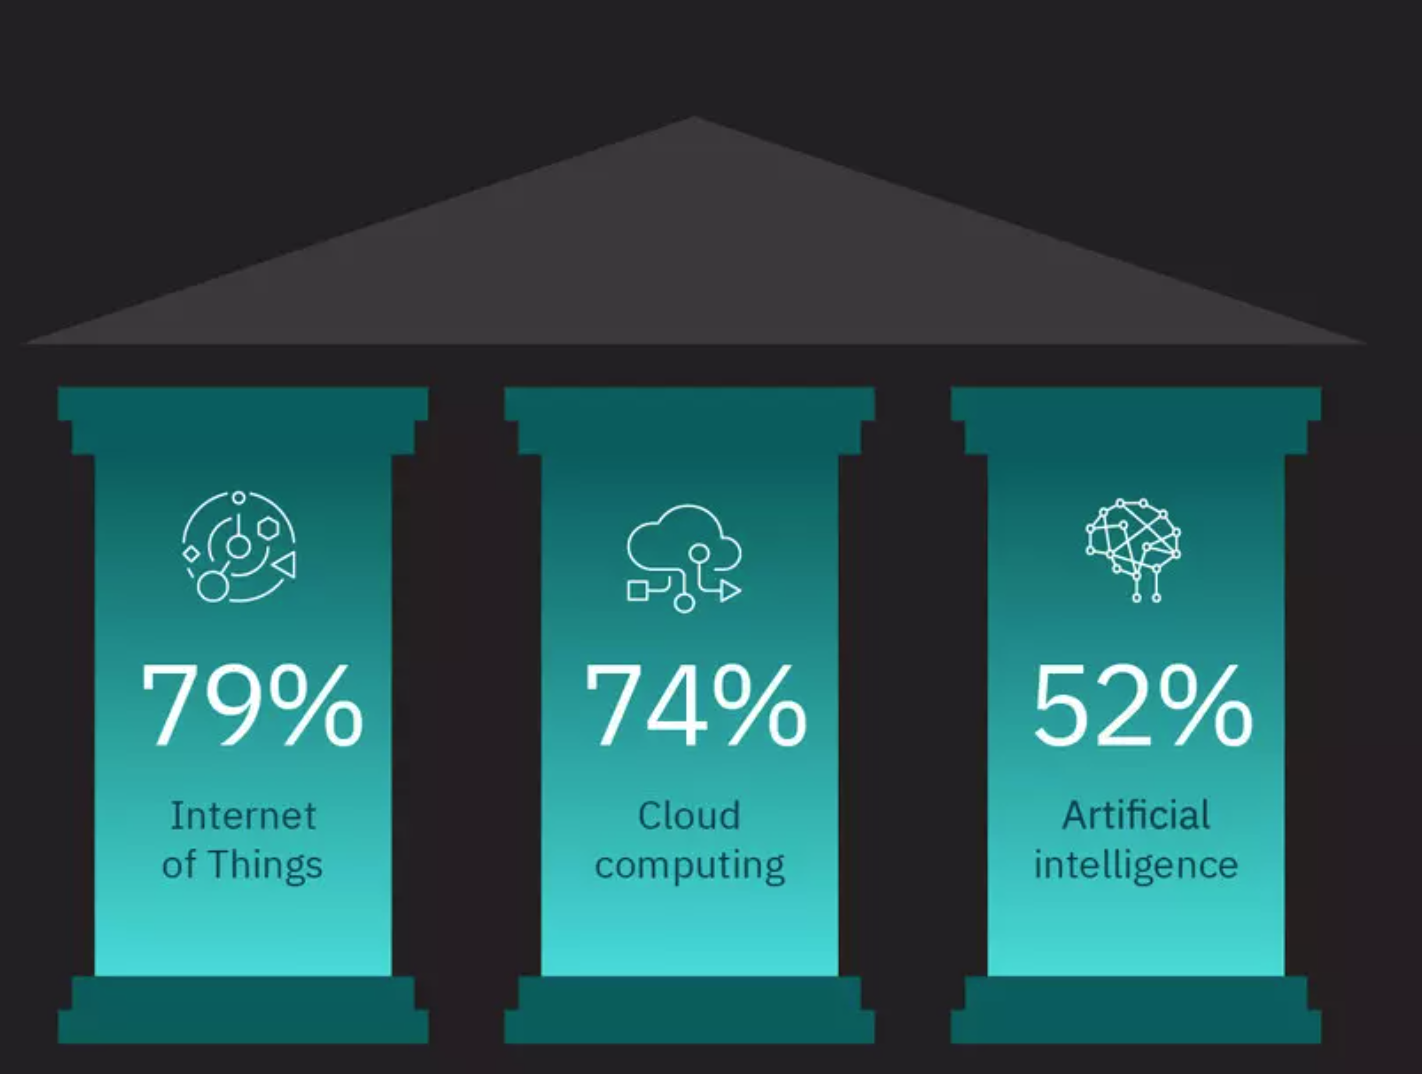 79%
Internet
of Things
74%
Cloud
computing
52%
Artificial
intelligence